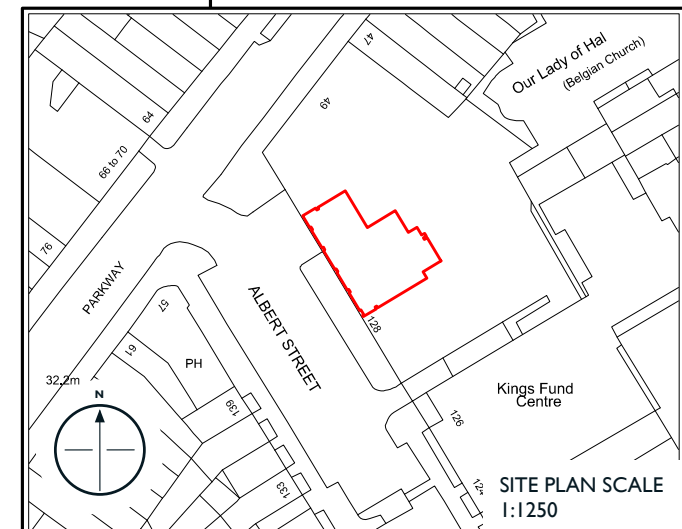 47
Our Lady of Hal
(Belgian Church)
49
64
66 to 70
76
PARKWAY
57
ALBERT STREET
128
61
PH
32.2m
N
139
Kings Fund
Centre
126
133
124
SITE PLAN SCALE
1:1250